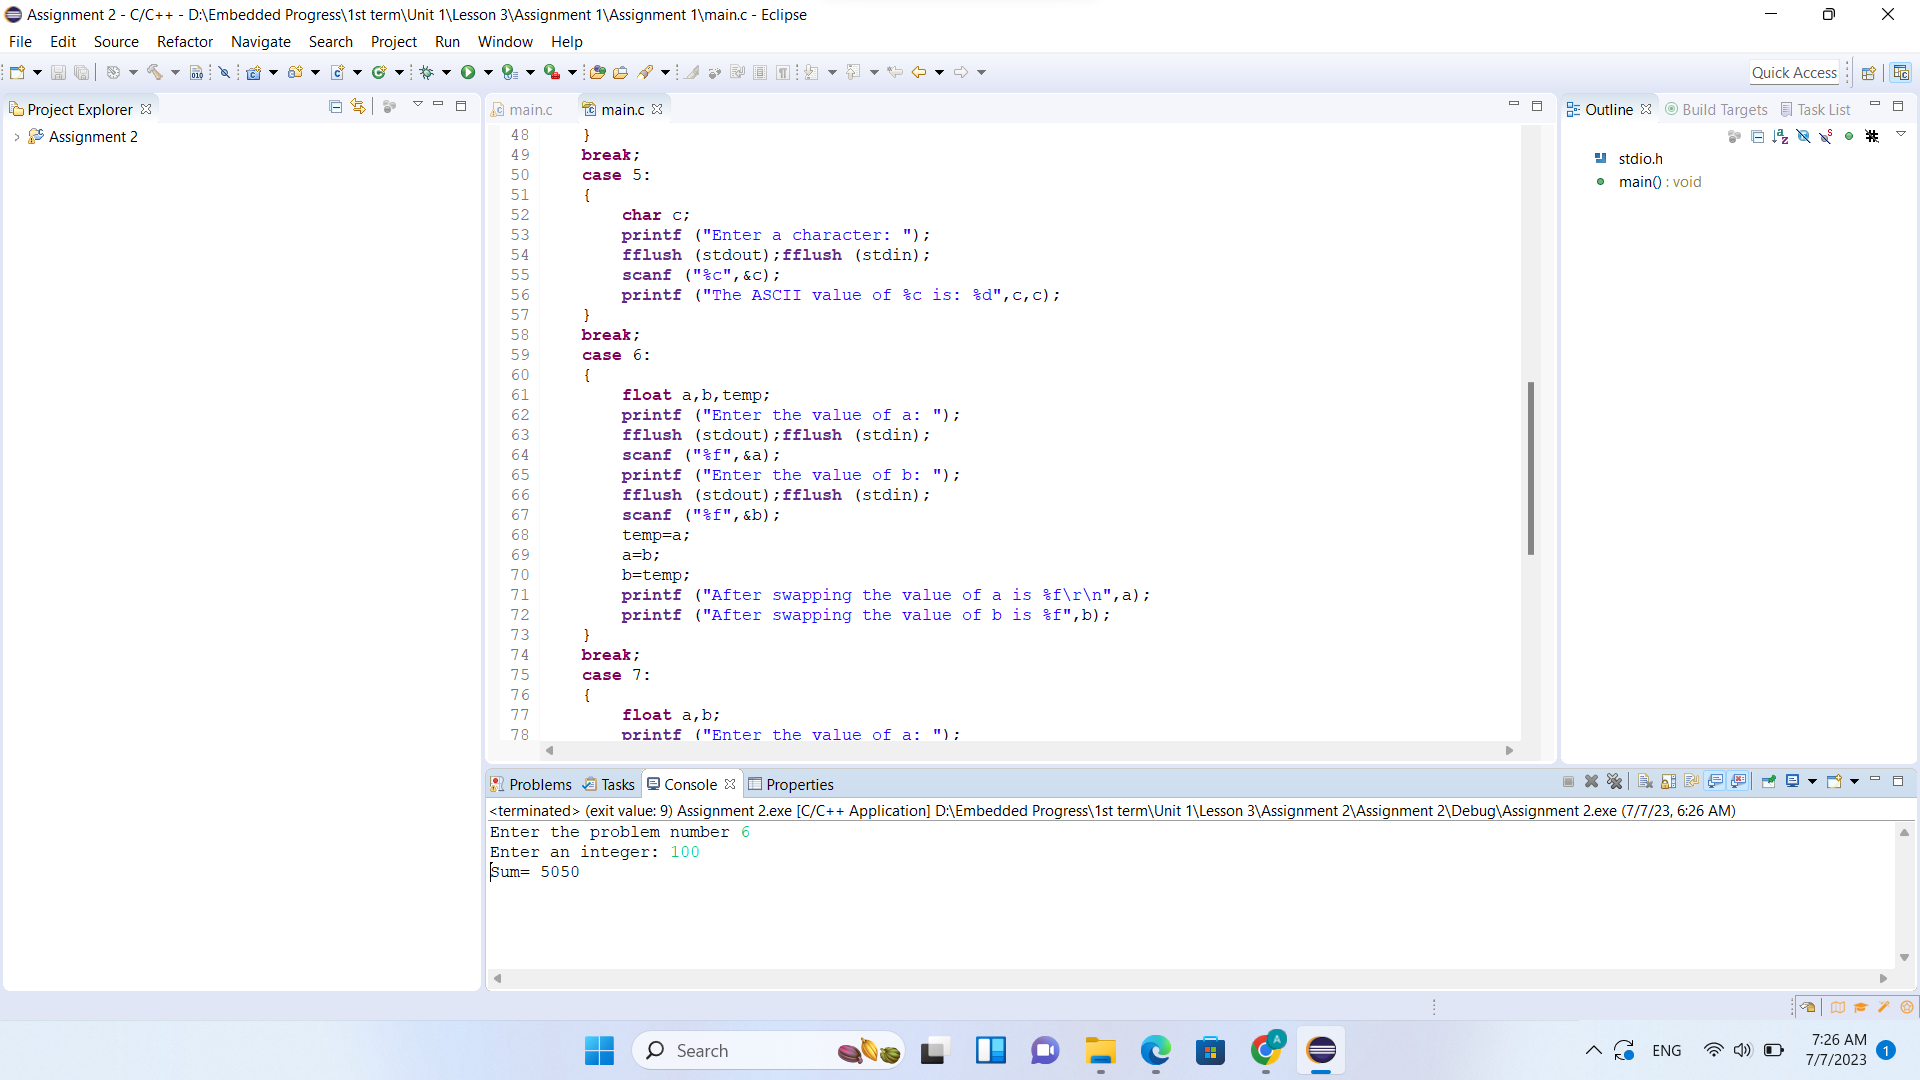 Assignment 2 - C/C++ - D:\Embedded Progress\1st term\Unit 1\Lesson 3\Assignment 1\Assignment 1\main.c - Eclipse
File Edit Source Refactor Navigate Search Project Run Window Help
Quick Access
Project Explorer
Assignment 2
main.c
main.c
48 }
49 break;
50 case 5:
51 {
52 char c;
53 printf ("Enter a character: ");
54 fflush (stdout);fflush (stdin);
55 scanf ("%c",&c);
56 printf ("The ASCII value of %c is: %d",c,c);
57 }
58 break;
59 case 6:
60 {
61 float a,b,temp;
62 printf ("Enter the value of a: ");
63 fflush (stdout);fflush (stdin);
64 scanf ("%f",&a);
65 printf ("Enter the value of b: ");
66 fflush (stdout);fflush (stdin);
67 scanf ("%f",&b);
68 temp=a;
69 a=b;
70 b=temp;
71 printf ("After swapping the value of a is %f\r\n",a);
72 printf ("After swapping the value of b is %f",b);
73 }
74 break;
75 case 7:
76 {
77 float a,b;
78 printf ("Enter the value of a: ");
Outline Build Targets Task List
stdio.h
main() : void
Problems Tasks Console Properties
<terminated> (exit value: 9) Assignment 2.exe [C/C++ Application] D:\Embedded Progress\1st term\Unit 1\Lesson 3\Assignment 2\Assignment 2\Debug\Assignment 2.exe (7/7/23, 6:26 AM)
Enter the problem number 6
Enter an integer: 100
Sum= 5050
Search
ENG
7:26 AM
7/7/2023
1